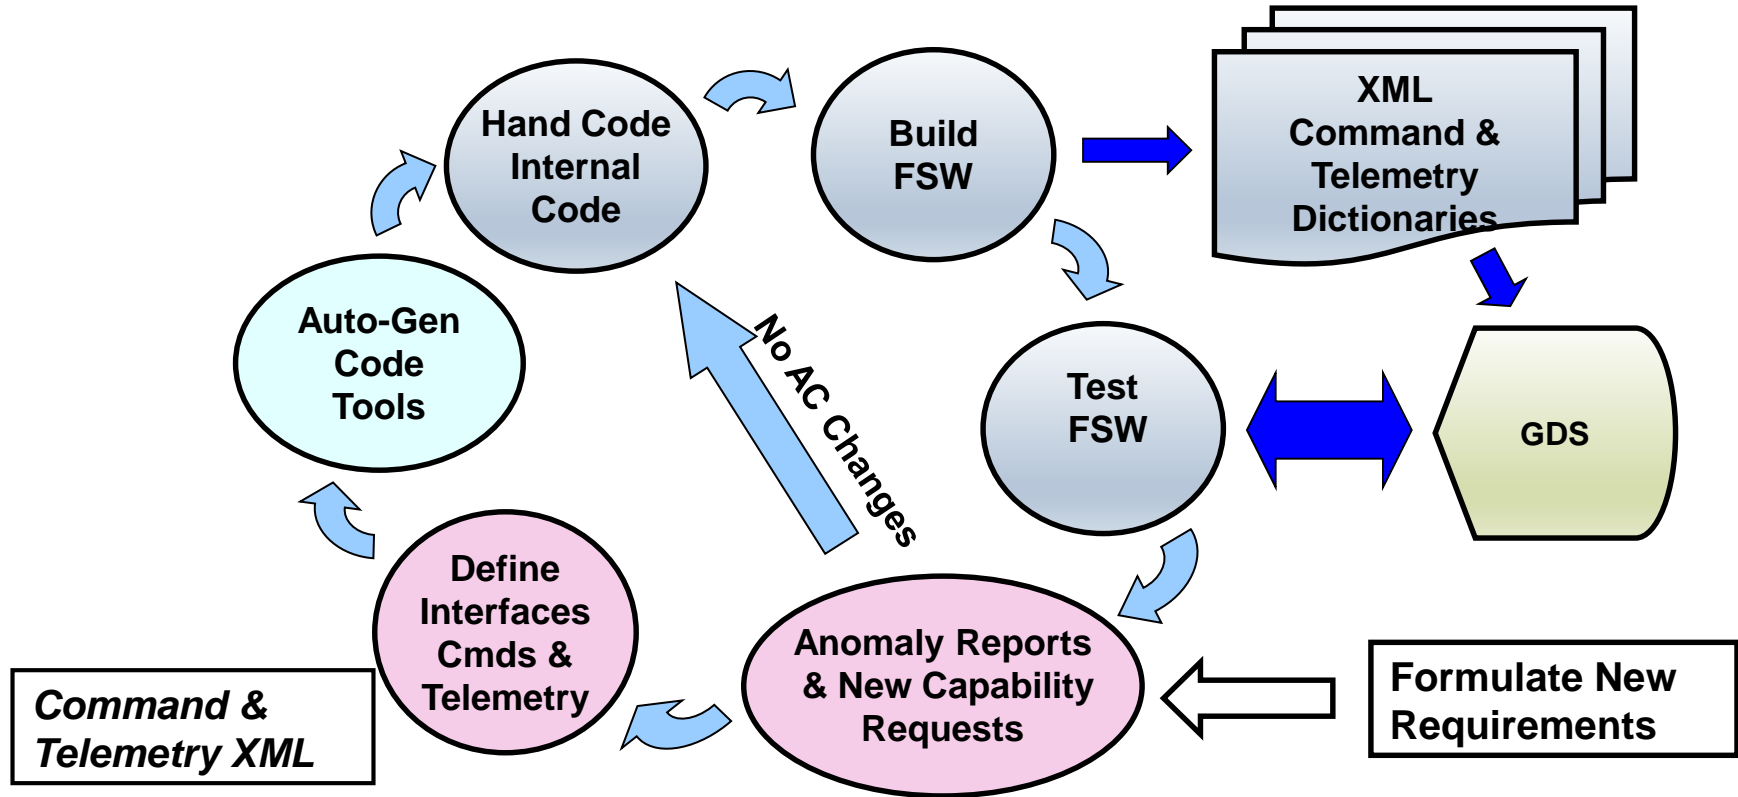 Hand Code
Internal
Code
Build
FSW
XML
Command &
Telemetry
Dictionaries
Auto-Gen
Code
Tools
No AC Changes
Test
FSW
GDS
Define
Interfaces
Cmds &
Telemetry
Anomaly Reports
& New Capability
Requests
Formulate New
Requirements
Command &
Telemetry XML